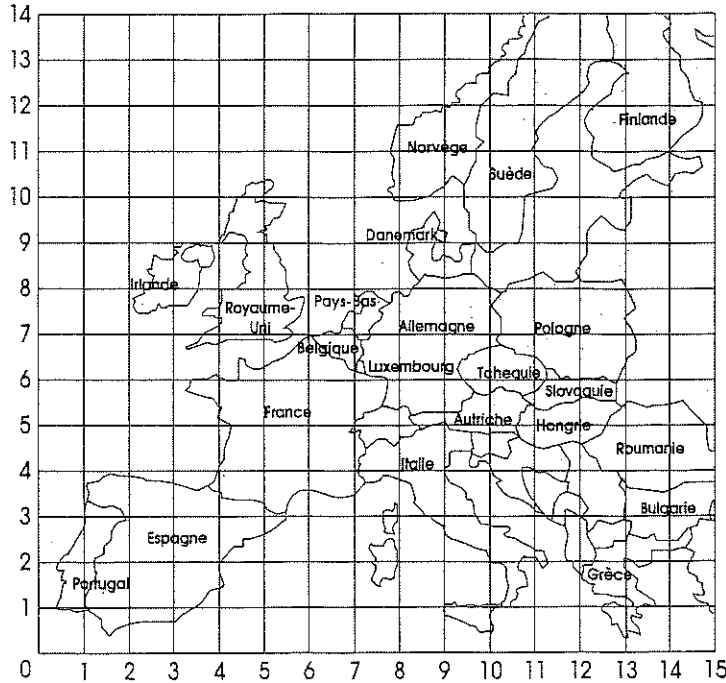 14
13
12
Finlande
11
Norvège
Suède
10
9
Danemark
Irlande
8
Royaume-
Uni
Pays-Bas
Allemagne
Pologne
7
Belgique
Luxembourg
Tchequie
6
Slovaquie
France
Autriche
Hongrie
5
Roumanie
Italie
4
Bulgarie
3
Espagne
2
Portugal
Grèce
1
0 1 2 3 4 5 6 7 8 9 10 11 12 13 14 15